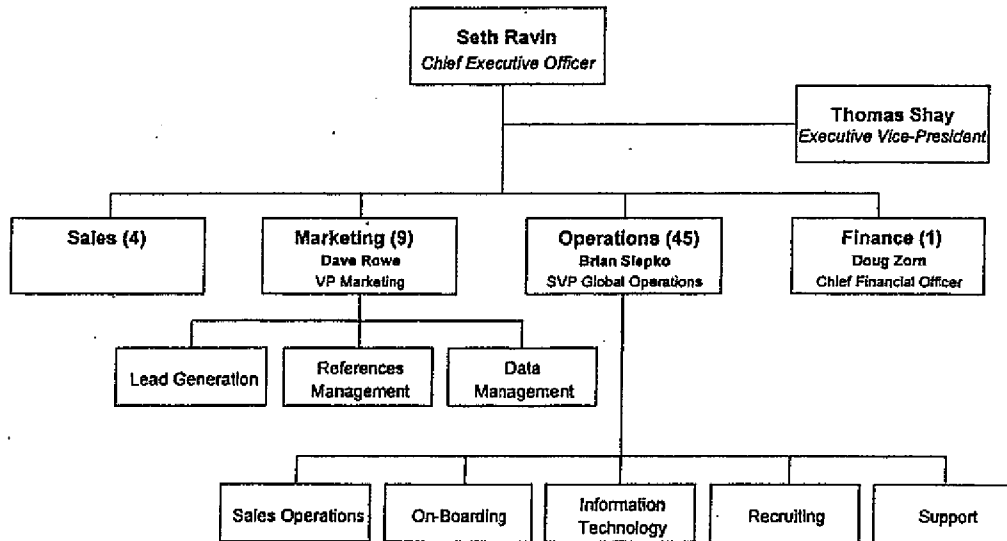 Seth Ravin
Chief Executive Officer
Thomas Shay
Executive Vice-President
Sales (4)
Marketing (9)
Dave Rowe
VP Marketing
Operations (45)
Brian Slepko
SVP Global Operations
Finance (1)
Doug Zorn
Chief Financial Officer
Lead Generation
References
Management
Data
Management
Sales Operations
On-Boarding
Information
Technology
Recruiting
Support